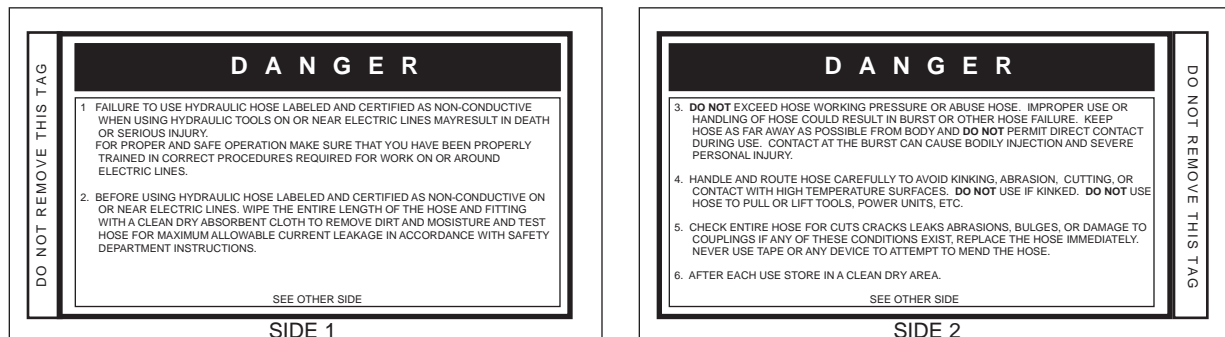 DO NOT REMOVE THIS TAG
D A N G E R
1 FAILURE TO USE HYDRAULIC HOSE LABELED AND CERTIFIED AS NON-CONDUCTIVE
WHEN USING HYDRAULIC TOOLS ON OR NEAR ELECTRIC LINES MAYRESULT IN DEATH
OR SERIOUS INJURY.
FOR PROPER AND SAFE OPERATION MAKE SURE THAT YOU HAVE BEEN PROPERLY
TRAINED IN CORRECT PROCEDURES REQUIRED FOR WORK ON OR AROUND
ELECTRIC LINES.
2. BEFORE USING HYDRAULIC HOSE LABELED AND CERTIFIED AS NON-CONDUCTIVE ON
OR NEAR ELECTRIC LINES. WIPE THE ENTIRE LENGTH OF THE HOSE AND FITTING
WITH A CLEAN DRY ABSORBENT CLOTH TO REMOVE DIRT AND MOSISTURE AND TEST
HOSE FOR MAXIMUM ALLOWABLE CURRENT LEAKAGE IN ACCORDANCE WITH SAFETY
DEPARTMENT INSTRUCTIONS.
SEE OTHER SIDE
SIDE 1
D A N G E R
3. DO NOT EXCEED HOSE WORKING PRESSURE OR ABUSE HOSE. IMPROPER USE OR
HANDLING OF HOSE COULD RESULT IN BURST OR OTHER HOSE FAILURE. KEEP
HOSE AS FAR AWAY AS POSSIBLE FROM BODY AND DO NOT PERMIT DIRECT CONTACT
DURING USE. CONTACT AT THE BURST CAN CAUSE BODILY INJECTION AND SEVERE
PERSONAL INJURY.
4. HANDLE AND ROUTE HOSE CAREFULLY TO AVOID KINKING, ABRASION, CUTTING, OR
CONTACT WITH HIGH TEMPERATURE SURFACES. DO NOT USE IF KINKED. DO NOT USE
HOSE TO PULL OR LIFT TOOLS, POWER UNITS, ETC.
5. CHECK ENTIRE HOSE FOR CUTS CRACKS LEAKS ABRASIONS, BULGES, OR DAMAGE TO
COUPLINGS IF ANY OF THESE CONDITIONS EXIST, REPLACE THE HOSE IMMEDIATELY.
NEVER USE TAPE OR ANY DEVICE TO ATTEMPT TO MEND THE HOSE.
6. AFTER EACH USE STORE IN A CLEAN DRY AREA.
SEE OTHER SIDE
DO NOT REMOVE THIS TAG
SIDE 2